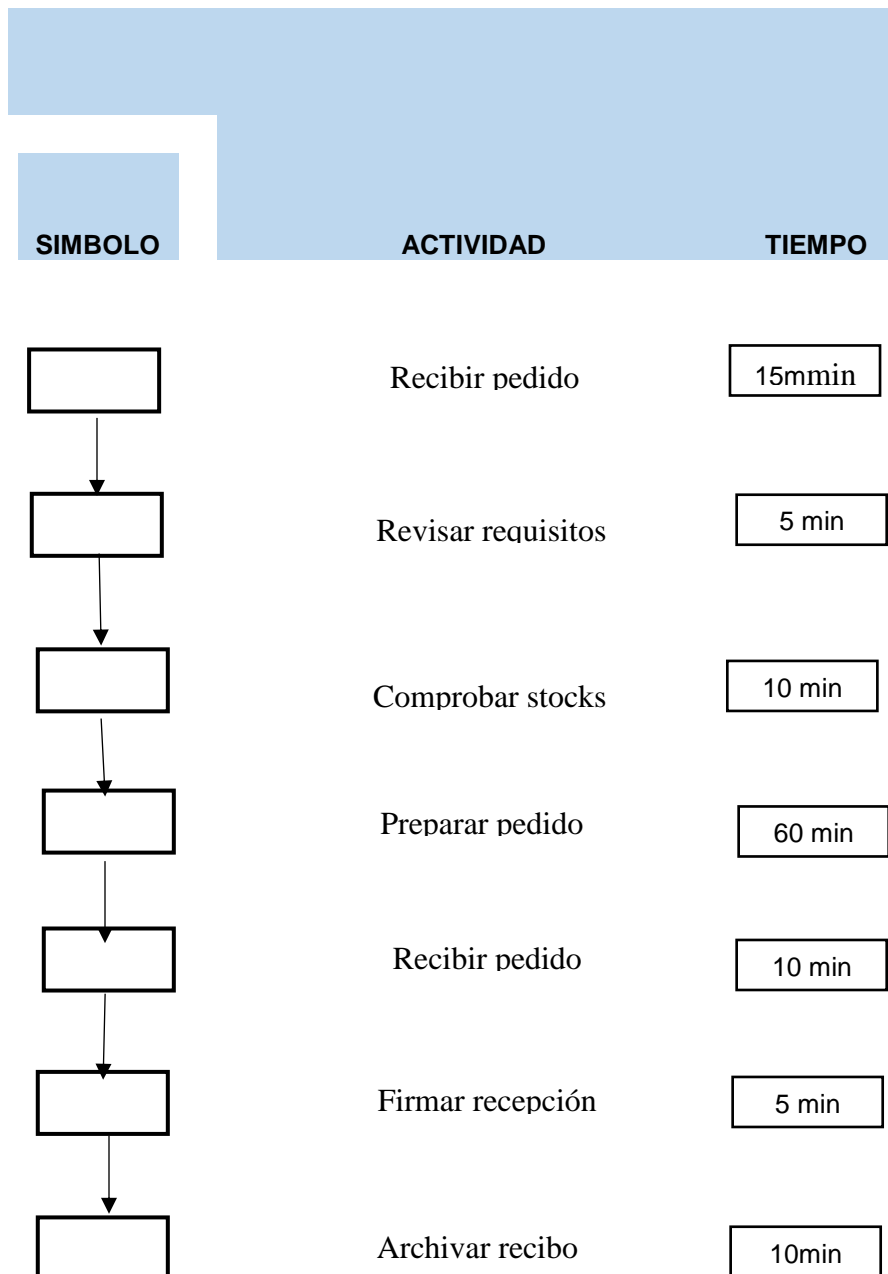 SIMBOLO ACTIVIDAD TIEMPO
Recibir pedido 15mmin
Revisar requisitos 5 min
Comprobar stocks 10 min
Preparar pedido 60 min
Recibir pedido 10 min
Firmar recepción 5 min
Archivar recibo 10min